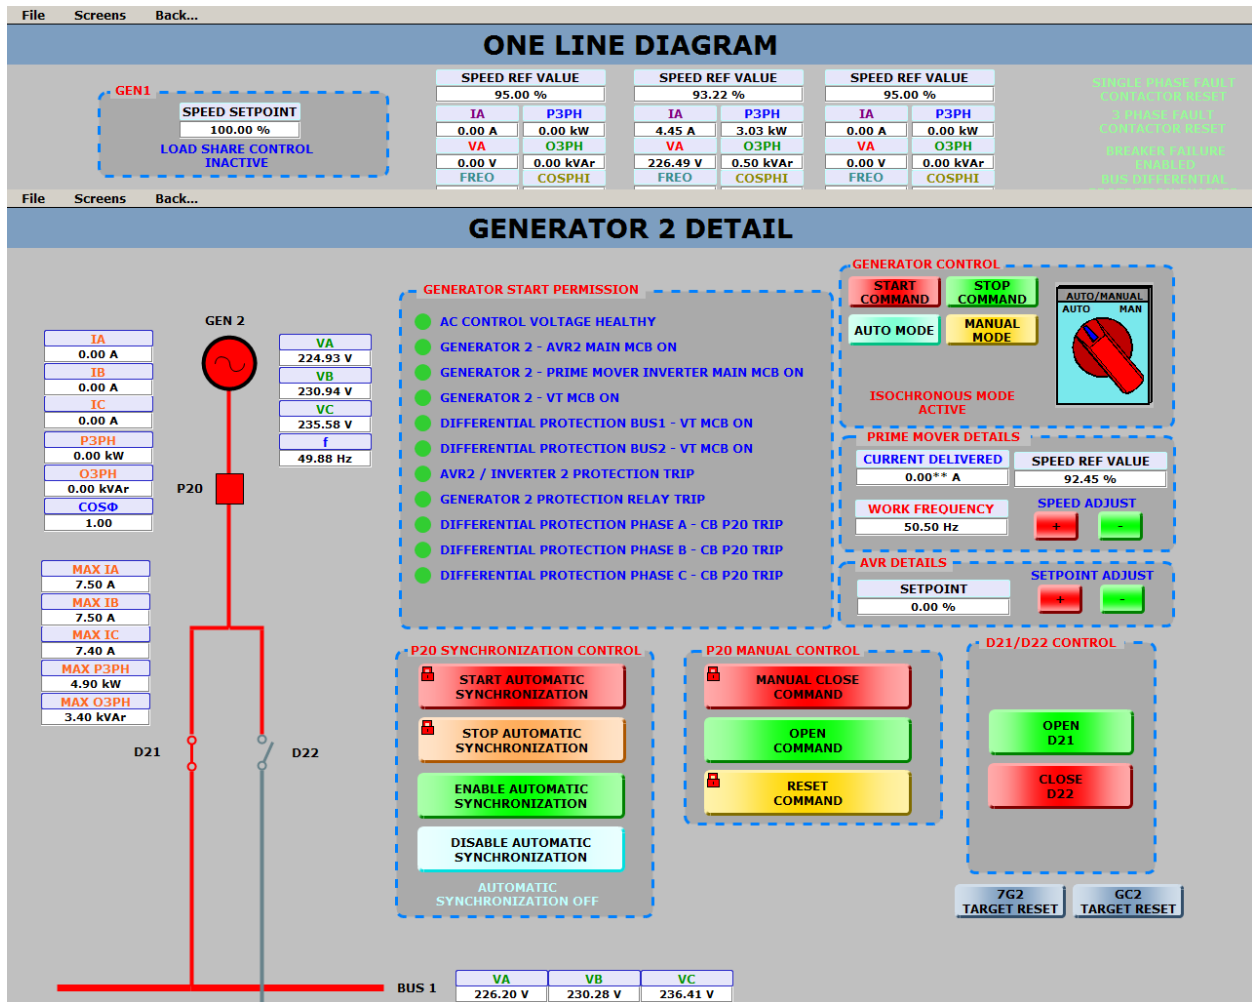 File Screens Back...
ONE LINE DIAGRAM
GEN1
SPEED SETPOINT
100.00 %
LOAD SHARE CONTROL
INACTIVE
SPEED REF VALUE
95.00 %
IA P3PH
0.00 A 0.00 kW
VA O3PH
0.00 V 0.00 kVAr
FREO COSPHI
SPEED REF VALUE
93.22 %
IA P3PH
4.45 A 3.03 kW
VA O3PH
226.49 V 0.50 kVAr
FREO COSPHI
SPEED REF VALUE
95.00 %
IA P3PH
0.00 A 0.00 kW
VA O3PH
0.00 V 0.00 kVAr
FREO COSPHI
SINGLE PHASE FAULT
CONTACTOR RESET
3 PHASE FAULT
CONTACTOR RESET
BREAKER FAILURE
ENABLED
BUS DIFFERENTIAL
File Screens Back...
GENERATOR 2 DETAIL
GEN 2
IA
0.00 A
IB
0.00 A
IC
0.00 A
P3PH
0.00 kW
O3PH
0.00 kVAr
COSΦ
1.00
VA
224.93 V
VB
230.94 V
VC
235.58 V
f
49.88 Hz
P20
MAX IA
7.50 A
MAX IB
7.50 A
MAX IC
7.40 A
MAX P3PH
4.90 kW
MAX O3PH
3.40 kVAr
D21
D22
GENERATOR START PERMISSION
AC CONTROL VOLTAGE HEALTHY
GENERATOR 2 - AVR2 MAIN MCB ON
GENERATOR 2 - PRIME MOVER INVERTER MAIN MCB ON
GENERATOR 2 - VT MCB ON
DIFFERENTIAL PROTECTION BUS1 - VT MCB ON
DIFFERENTIAL PROTECTION BUS2 - VT MCB ON
AVR2 / INVERTER 2 PROTECTION TRIP
GENERATOR 2 PROTECTION RELAY TRIP
DIFFERENTIAL PROTECTION PHASE A - CB P20 TRIP
DIFFERENTIAL PROTECTION PHASE B - CB P20 TRIP
DIFFERENTIAL PROTECTION PHASE C - CB P20 TRIP
GENERATOR CONTROL
START
COMMAND
STOP
COMMAND
AUTO MODE
MANUAL
MODE
AUTO/MANUAL
AUTO MAN
ISOCHRONOUS MODE
ACTIVE
PRIME MOVER DETAILS
CURRENT DELIVERED
0.00** A
SPEED REF VALUE
92.45 %
WORK FREQUENCY
50.50 Hz
SPEED ADJUST
+ -
AVR DETAILS
SETPOINT
0.00 %
SETPOINT ADJUST
+ -
P20 SYNCHRONIZATION CONTROL
START AUTOMATIC
SYNCHRONIZATION
STOP AUTOMATIC
SYNCHRONIZATION
ENABLE AUTOMATIC
SYNCHRONIZATION
DISABLE AUTOMATIC
SYNCHRONIZATION
AUTOMATIC
SYNCHRONIZATION OFF
P20 MANUAL CONTROL
MANUAL CLOSE
COMMAND
OPEN
COMMAND
RESET
COMMAND
D21/D22 CONTROL
OPEN
D21
CLOSE
D22
7G2
TARGET RESET
GC2
TARGET RESET
BUS 1
VA VB VC
226.20 V 230.28 V 236.41 V